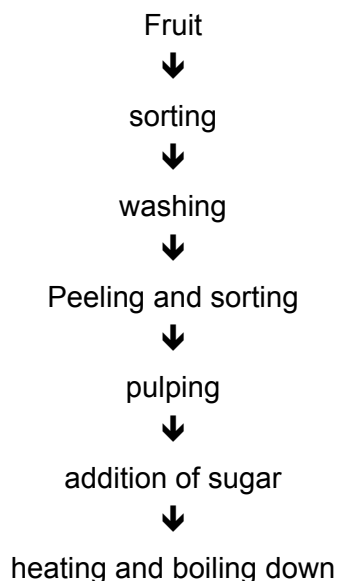 Fruit
sorting
washing
Peeling and sorting
pulping
addition of sugar
heating and boiling down